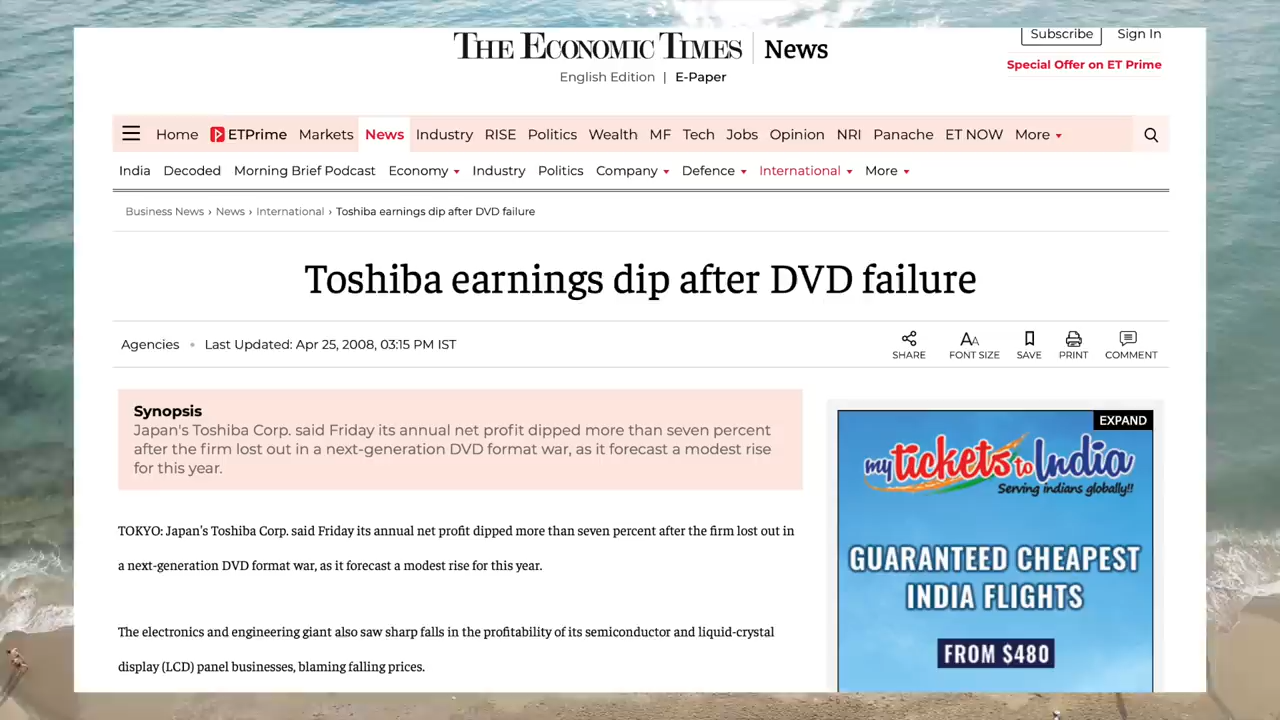 THE ECONOMIC TIMES | News
Subscribe Sign In
English Edition | E-Paper
Special Offer on ET Prime
Home ETPrime Markets News Industry RISE Politics Wealth MF Tech Jobs Opinion NRI Panache ET NOW More
India Decoded Morning Brief Podcast Economy Industry Politics Company Defence International More
Business News › News › International › Toshiba earnings dip after DVD failure
Toshiba earnings dip after DVD failure
Agencies • Last Updated: Apr 25, 2008, 03:15 PM IST
SHARE FONT SIZE SAVE PRINT COMMENT
Synopsis
Japan's Toshiba Corp. said Friday its annual net profit dipped more than seven percent
after the firm lost out in a next-generation DVD format war, as it forecast a modest rise
for this year.
TOKYO: Japan's Toshiba Corp. said Friday its annual net profit dipped more than seven percent after the firm lost out in
a next-generation DVD format war, as it forecast a modest rise for this year.
The electronics and engineering giant also saw sharp falls in the profitability of its semiconductor and liquid-crystal
display (LCD) panel businesses, blaming falling prices.
EXPAND
myticketstoIndia
Serving indians globally!!
GUARANTEED CHEAPEST
INDIA FLIGHTS
FROM $480